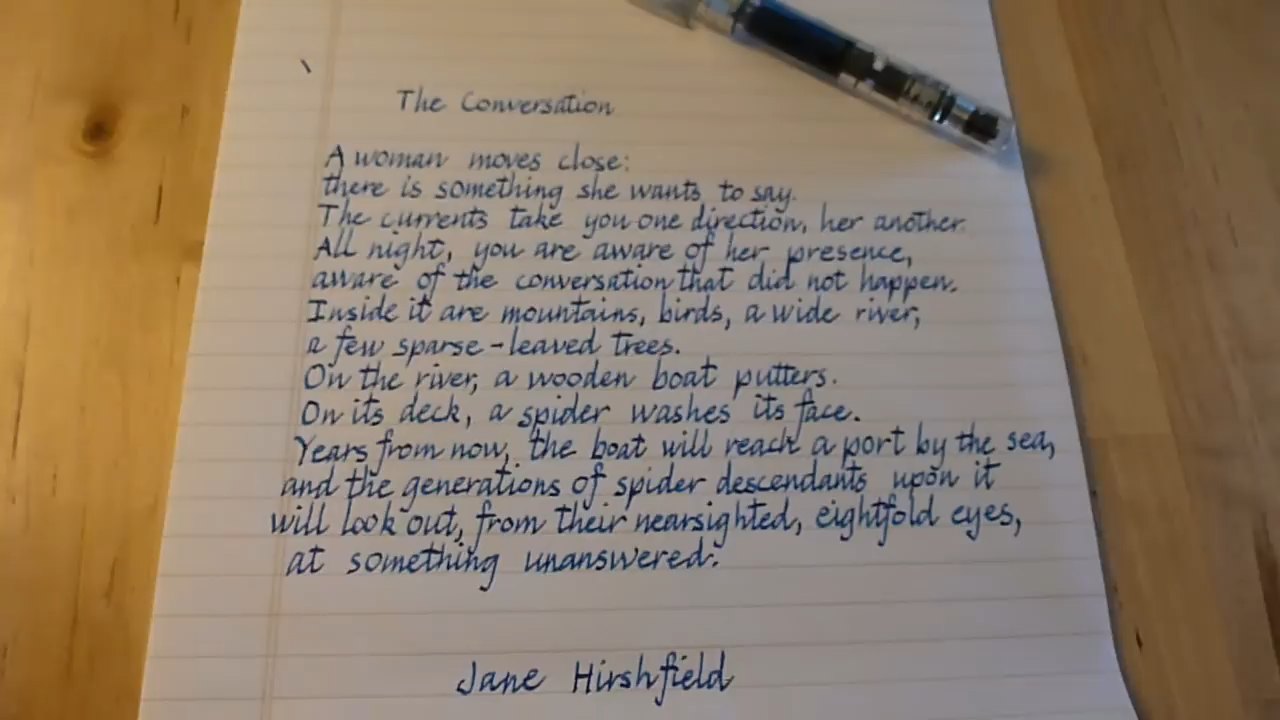 The Conversation
A woman moves close:
there is something she wants to say.
The currents take you one direction, her another.
All night, you are aware of her presence,
aware of the conversation that did not happen.
Inside it are mountains, birds, a wide river,
a few sparse-leaved trees.
On the river, a wooden boat putters.
On its deck, a spider washes its face.
Years from now, the boat will reach a port by the sea,
and the generations of spider descendants upon it
will look out, from their nearsighted, eightfold eyes,
at something unanswered.
Jane Hirshfield